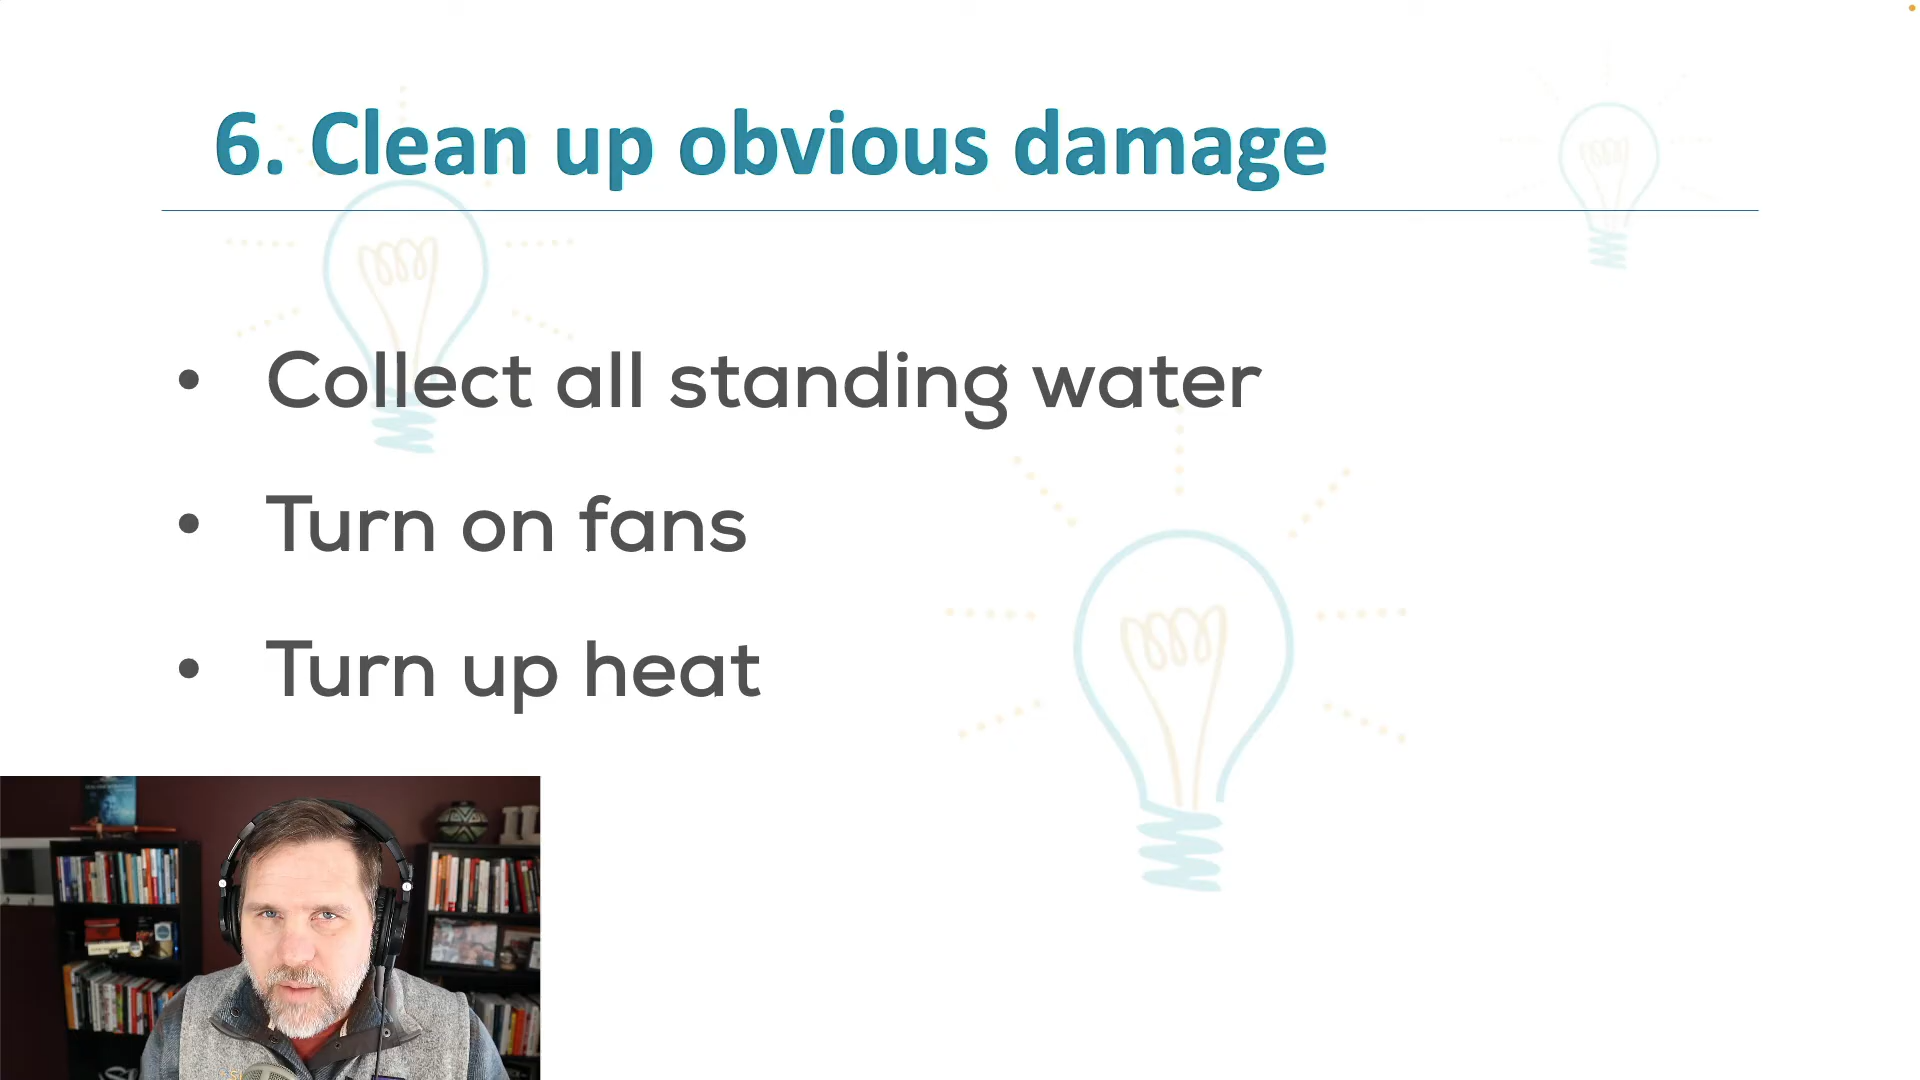 6. Clean up obvious damage
• Collect all standing water
• Turn on fans
• Turn up heat